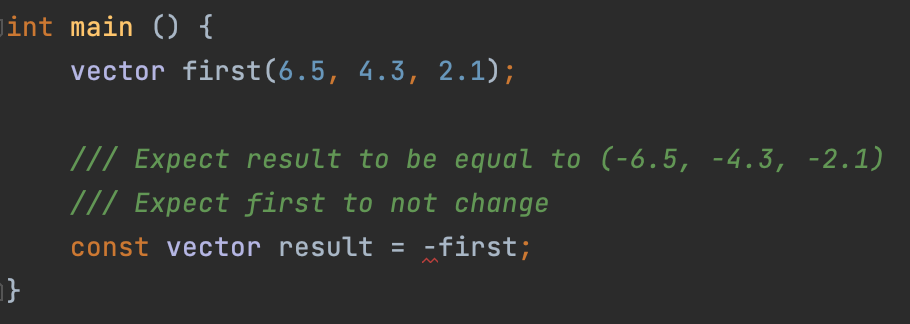 int main () {
vector first(6.5, 4.3, 2.1);
/// Expect result to be equal to (-6.5, -4.3, -2.1)
/// Expect first to not change
const vector result = -first;
}